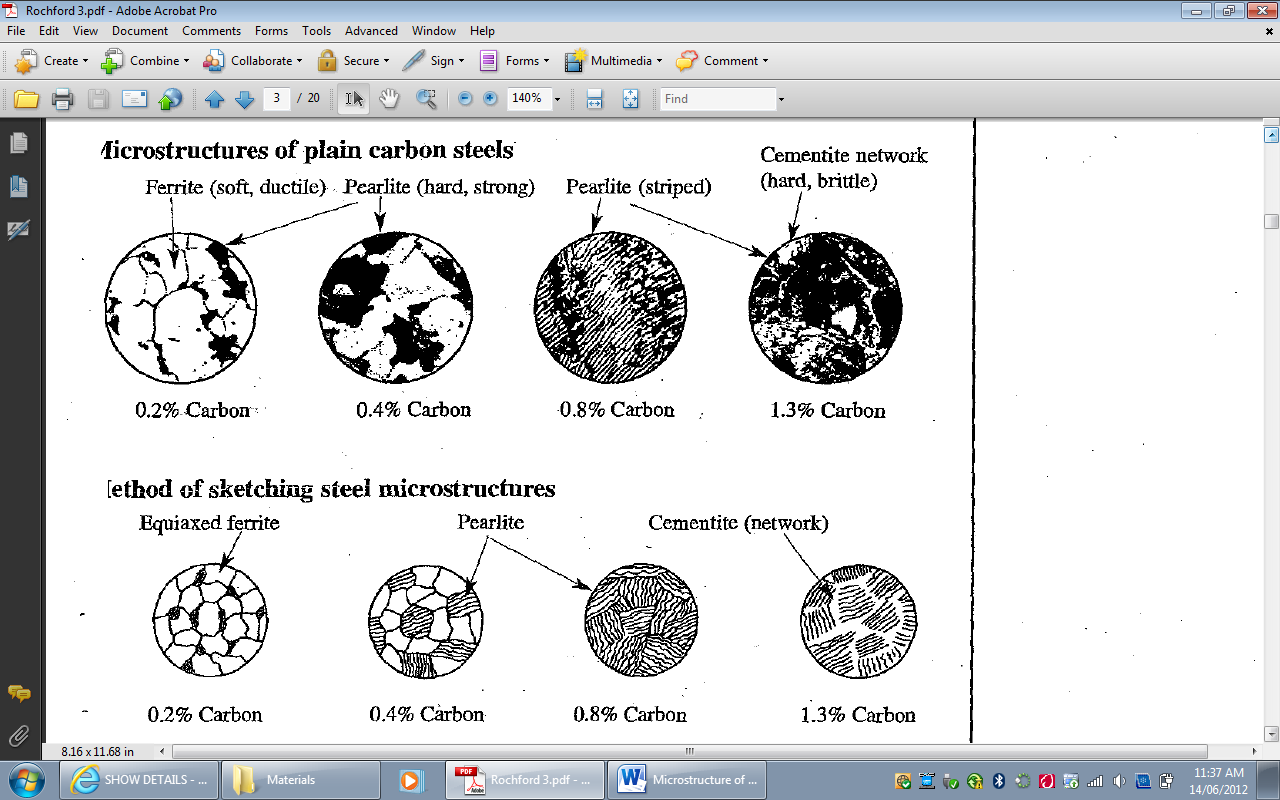 Rochford 3.pdf - Adobe Acrobat Pro
File Edit View Document Comments Forms Tools Advanced Window Help
Create Combine Collaborate Secure Sign Forms Multimedia Comment
3 / 20 140% Find
Microstructures of plain carbon steels
Cementite network
(hard, brittle)
Ferrite (soft, ductile) Pearlite (hard, strong) Pearlite (striped)
0.2% Carbon 0.4% Carbon 0.8% Carbon 1.3% Carbon
ethod of sketching steel microstructures
Equiaxed ferrite Pearlite Cementite (network)
0.2% Carbon 0.4% Carbon 0.8% Carbon 1.3% Carbon
8.16 x 11.68 in
SHOW DETAILS - ... Materials Rochford 3.pdf - ... Microstructure of ...
11:37 AM
14/06/2012